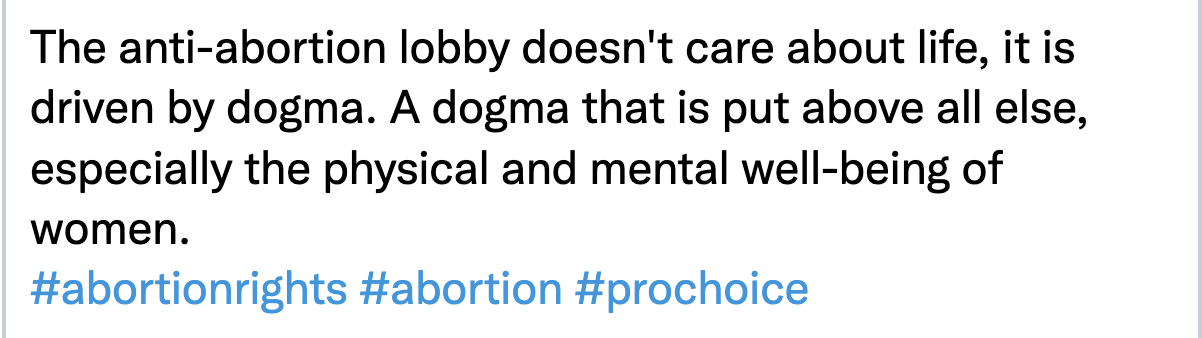 The anti-abortion lobby doesn't care about life, it is
driven by dogma. A dogma that is put above all else,
especially the physical and mental well-being of
women.
#abortionrights #abortion #prochoice